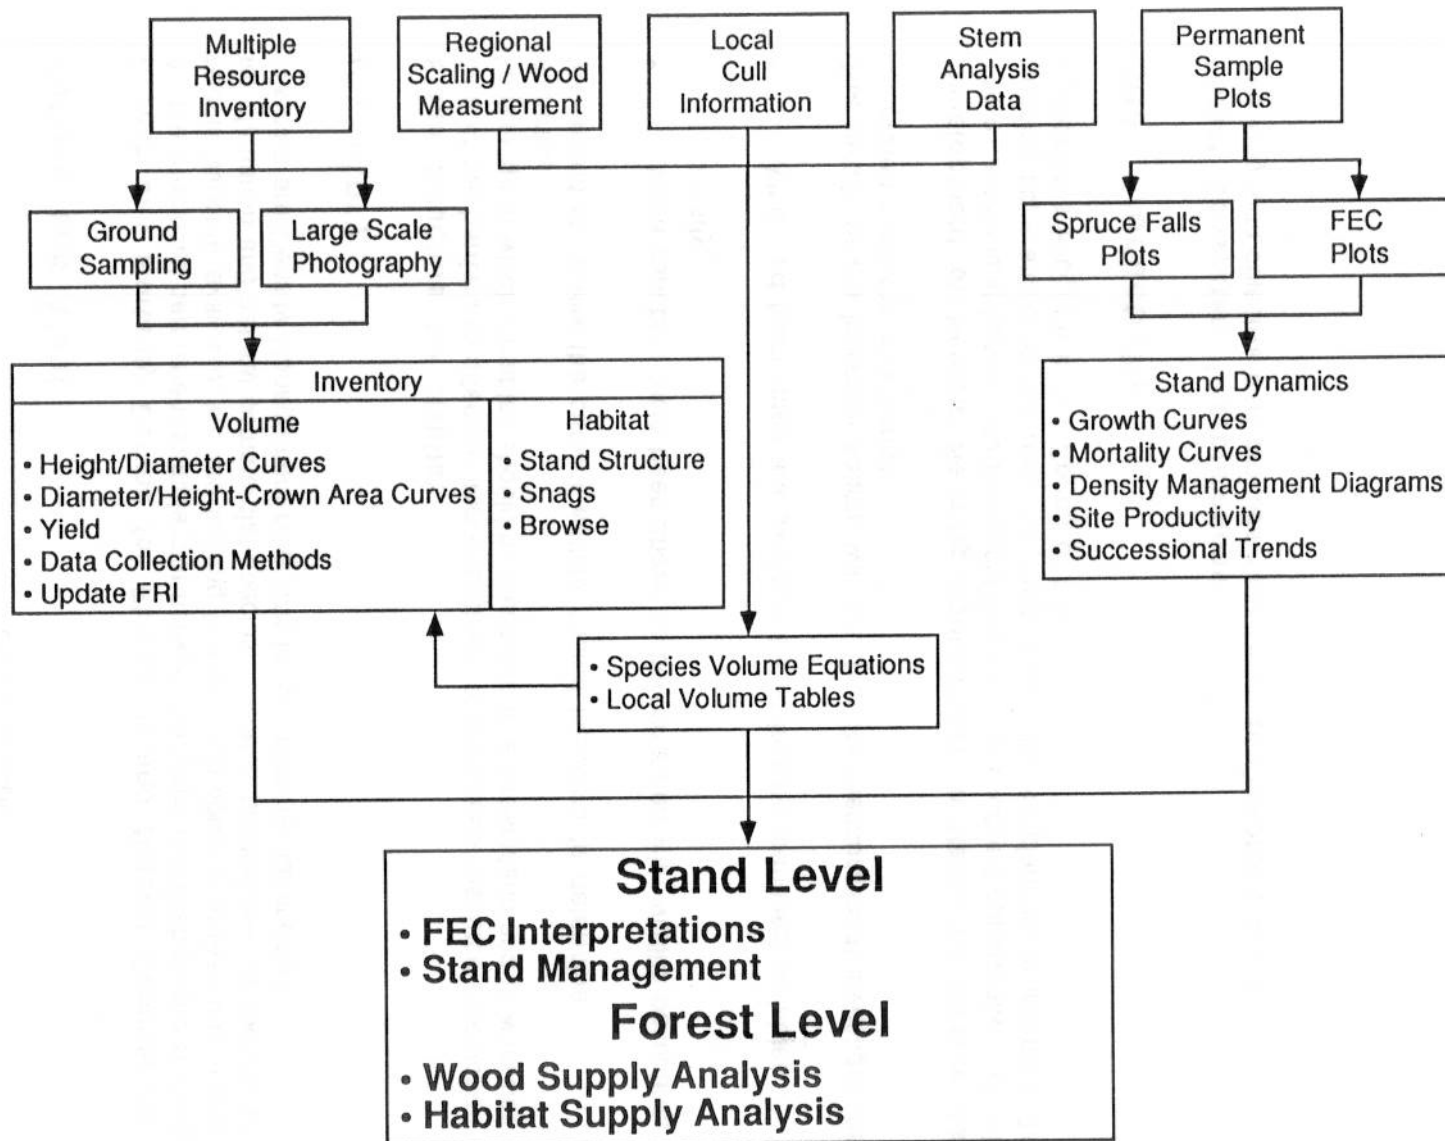 Multiple
Resource
Inventory
Regional
Scaling / Wood
Measurement
Local
Cull
Information
Stem
Analysis
Data
Permanent
Sample
Plots
Ground
Sampling
Large Scale
Photography
Spruce Falls
Plots
FEC
Plots
Inventory
Volume
• Height/Diameter Curves
• Diameter/Height-Crown Area Curves
• Yield
• Data Collection Methods
• Update FRI
Habitat
• Stand Structure
• Snags
• Browse
Stand Dynamics
• Growth Curves
• Mortality Curves
• Density Management Diagrams
• Site Productivity
• Successional Trends
• Species Volume Equations
• Local Volume Tables
Stand Level
• FEC Interpretations
• Stand Management
Forest Level
• Wood Supply Analysis
• Habitat Supply Analysis